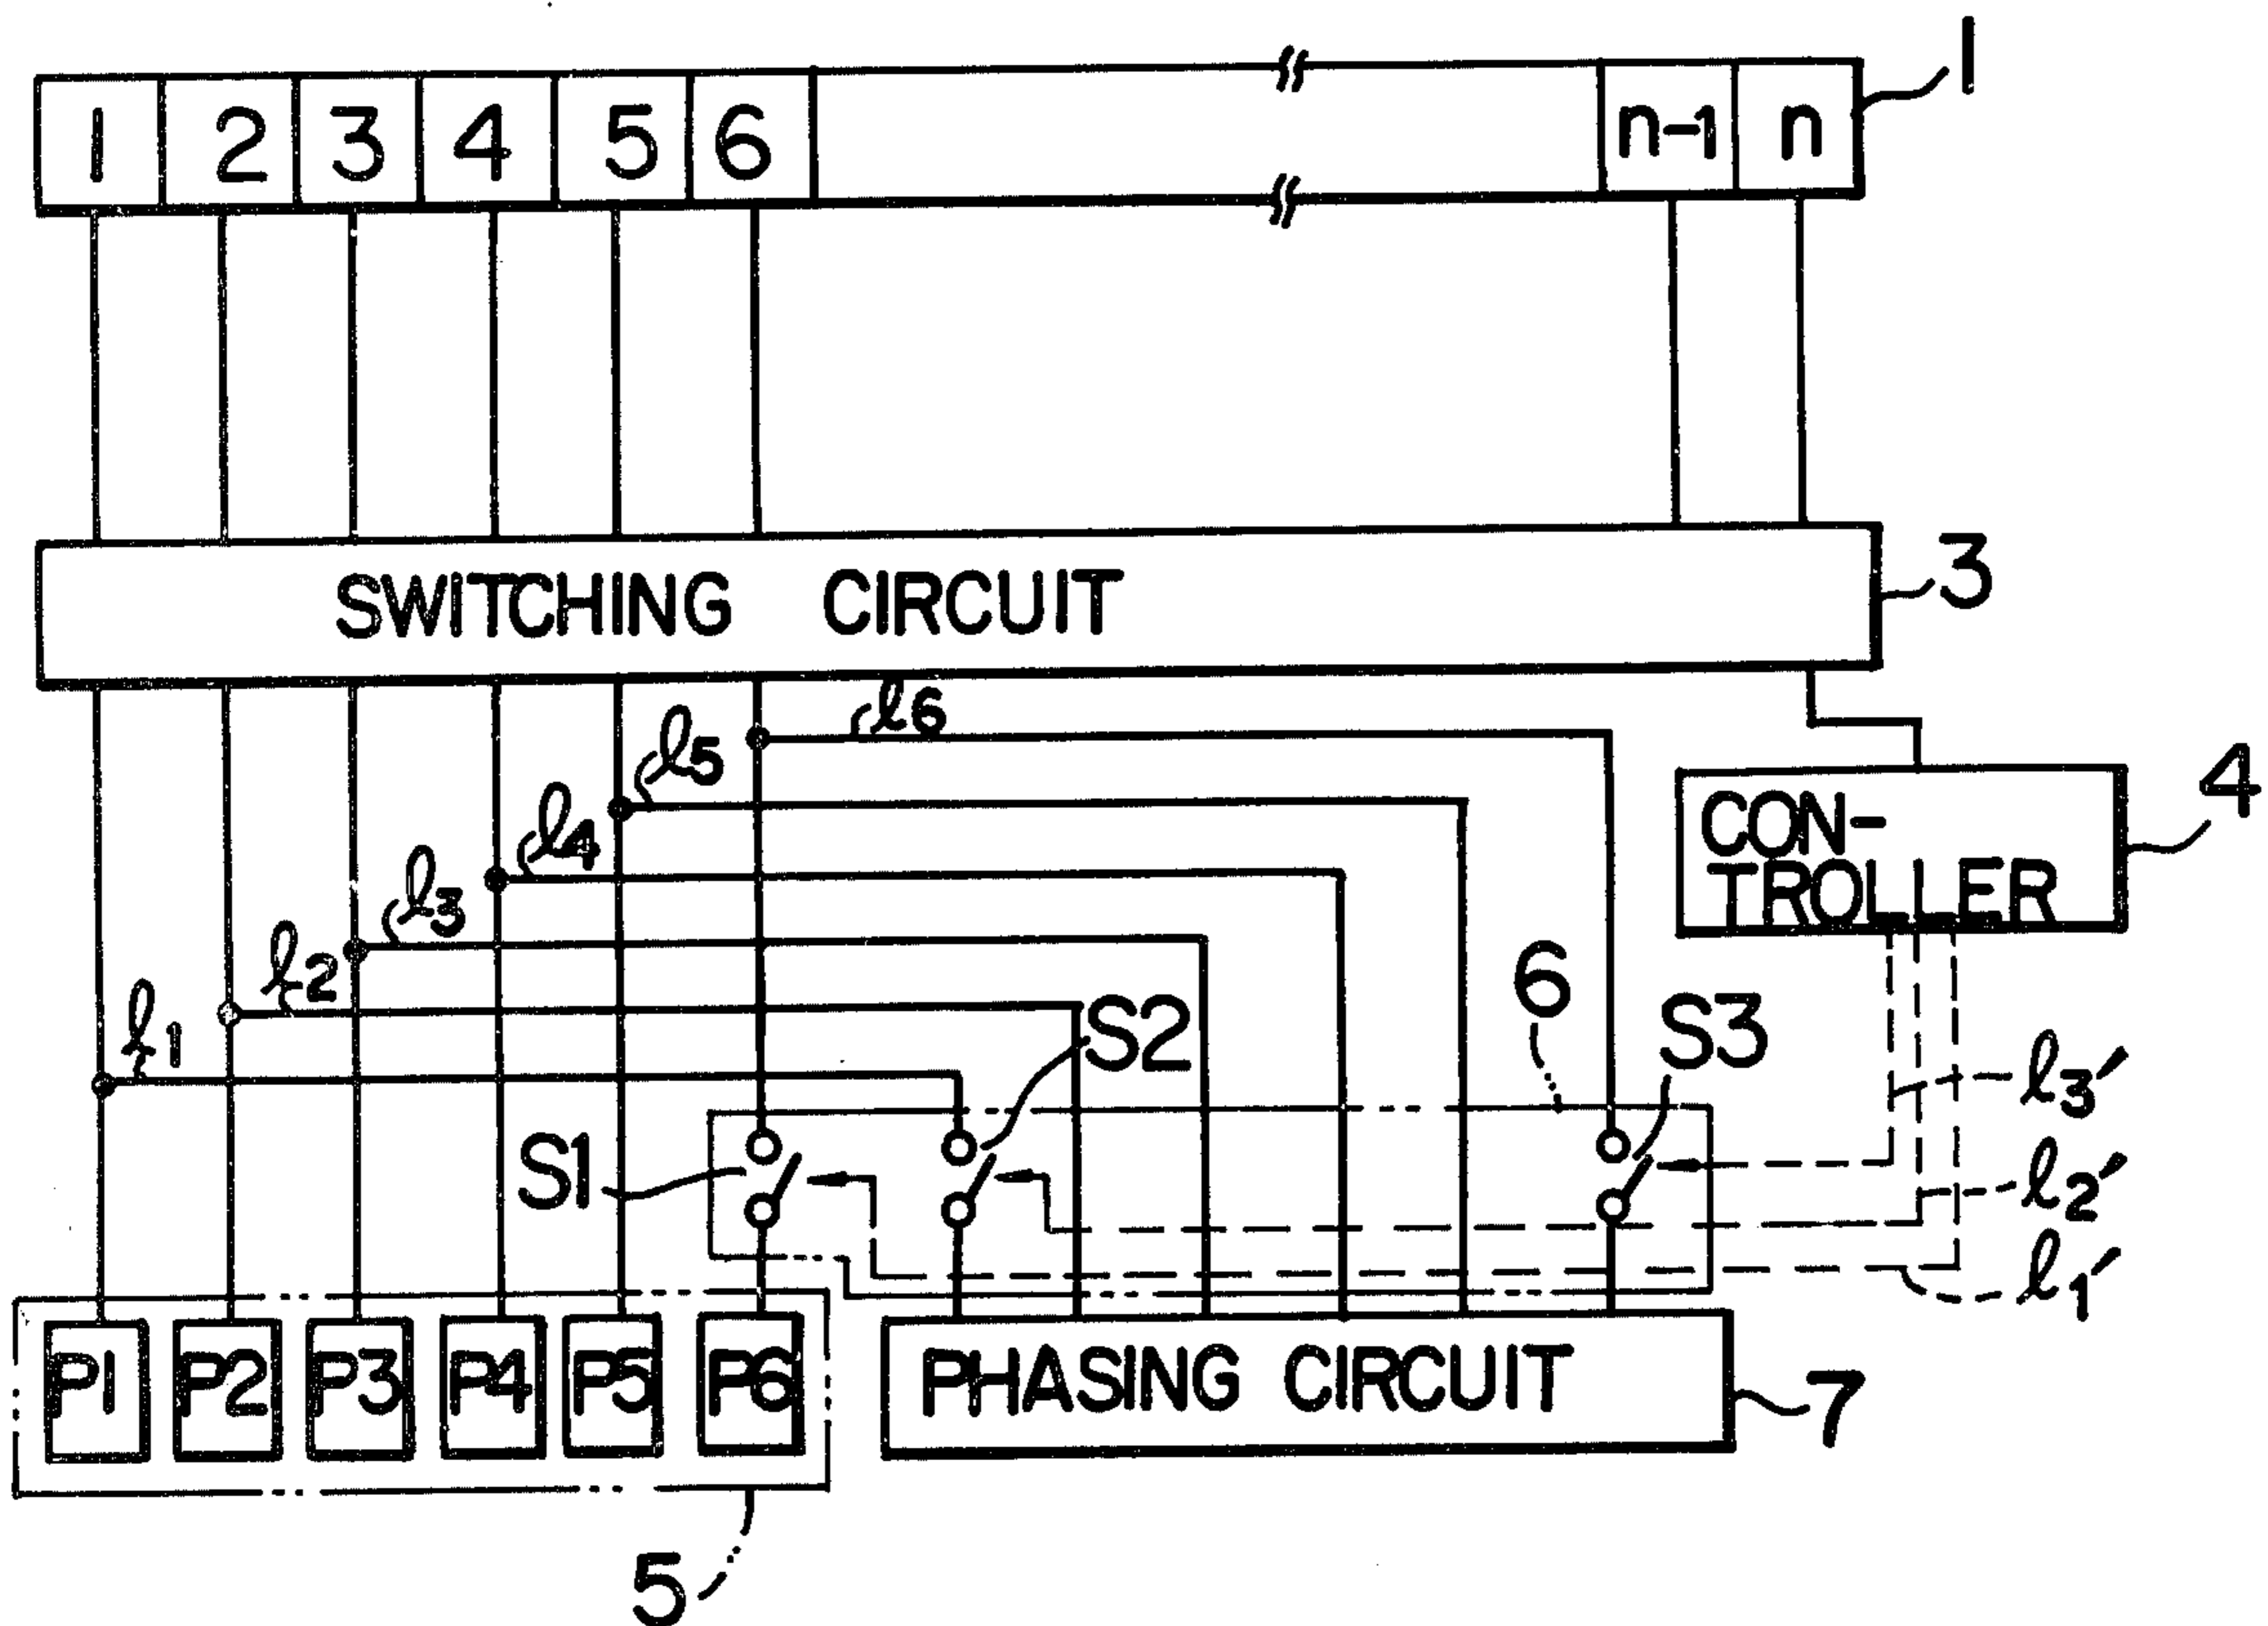 1
1 2 3 4 5 6 n-1 n
SWITCHING CIRCUIT
3
ℓ6
ℓ5
ℓ4
ℓ3
ℓ2
ℓ1
4
CON-
TROLLER
6
S2
S3
S1
ℓ3′
ℓ2′
ℓ1′
P1 P2 P3 P4 P5 P6
PHASING CIRCUIT
7
5